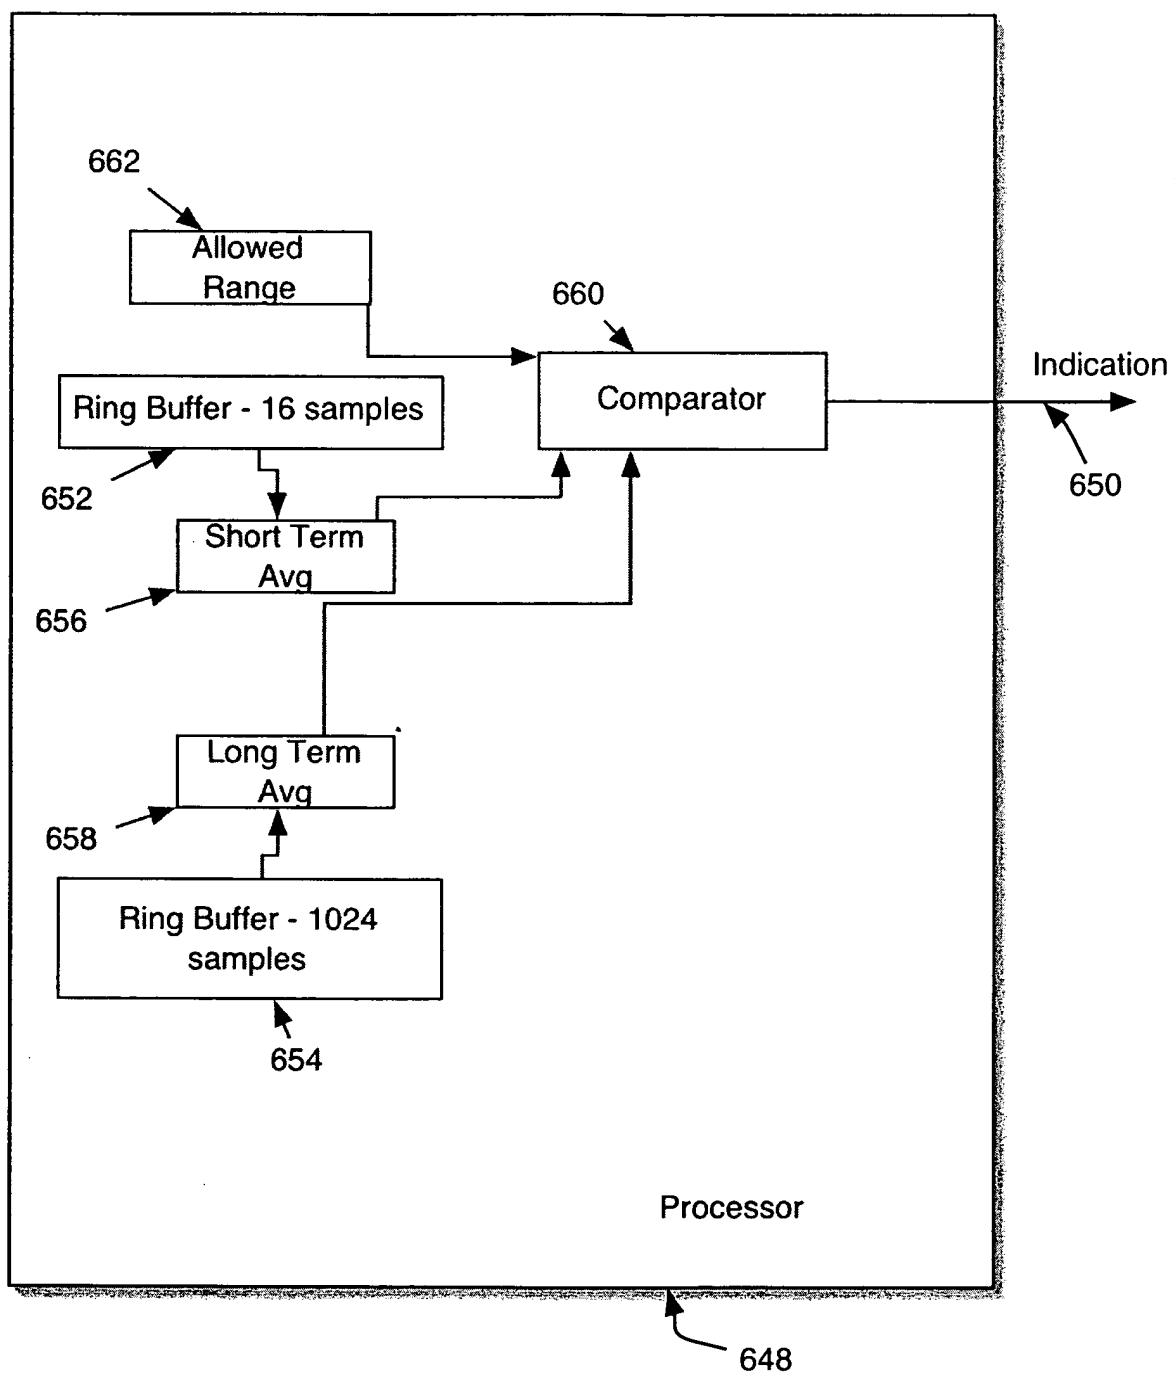 662
Allowed
Range
660
Comparator
Indication
650
Ring Buffer - 16 samples
652
Short Term
Avg
656
Long Term
Avg
658
Ring Buffer - 1024
samples
654
Processor
648